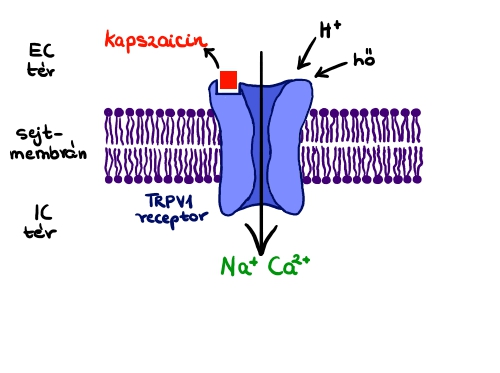 kapszaicin
H⁺
hő
EC
tér
sejt-
membrán
IC
tér
TRPV1
receptor
Na⁺ Ca²⁺